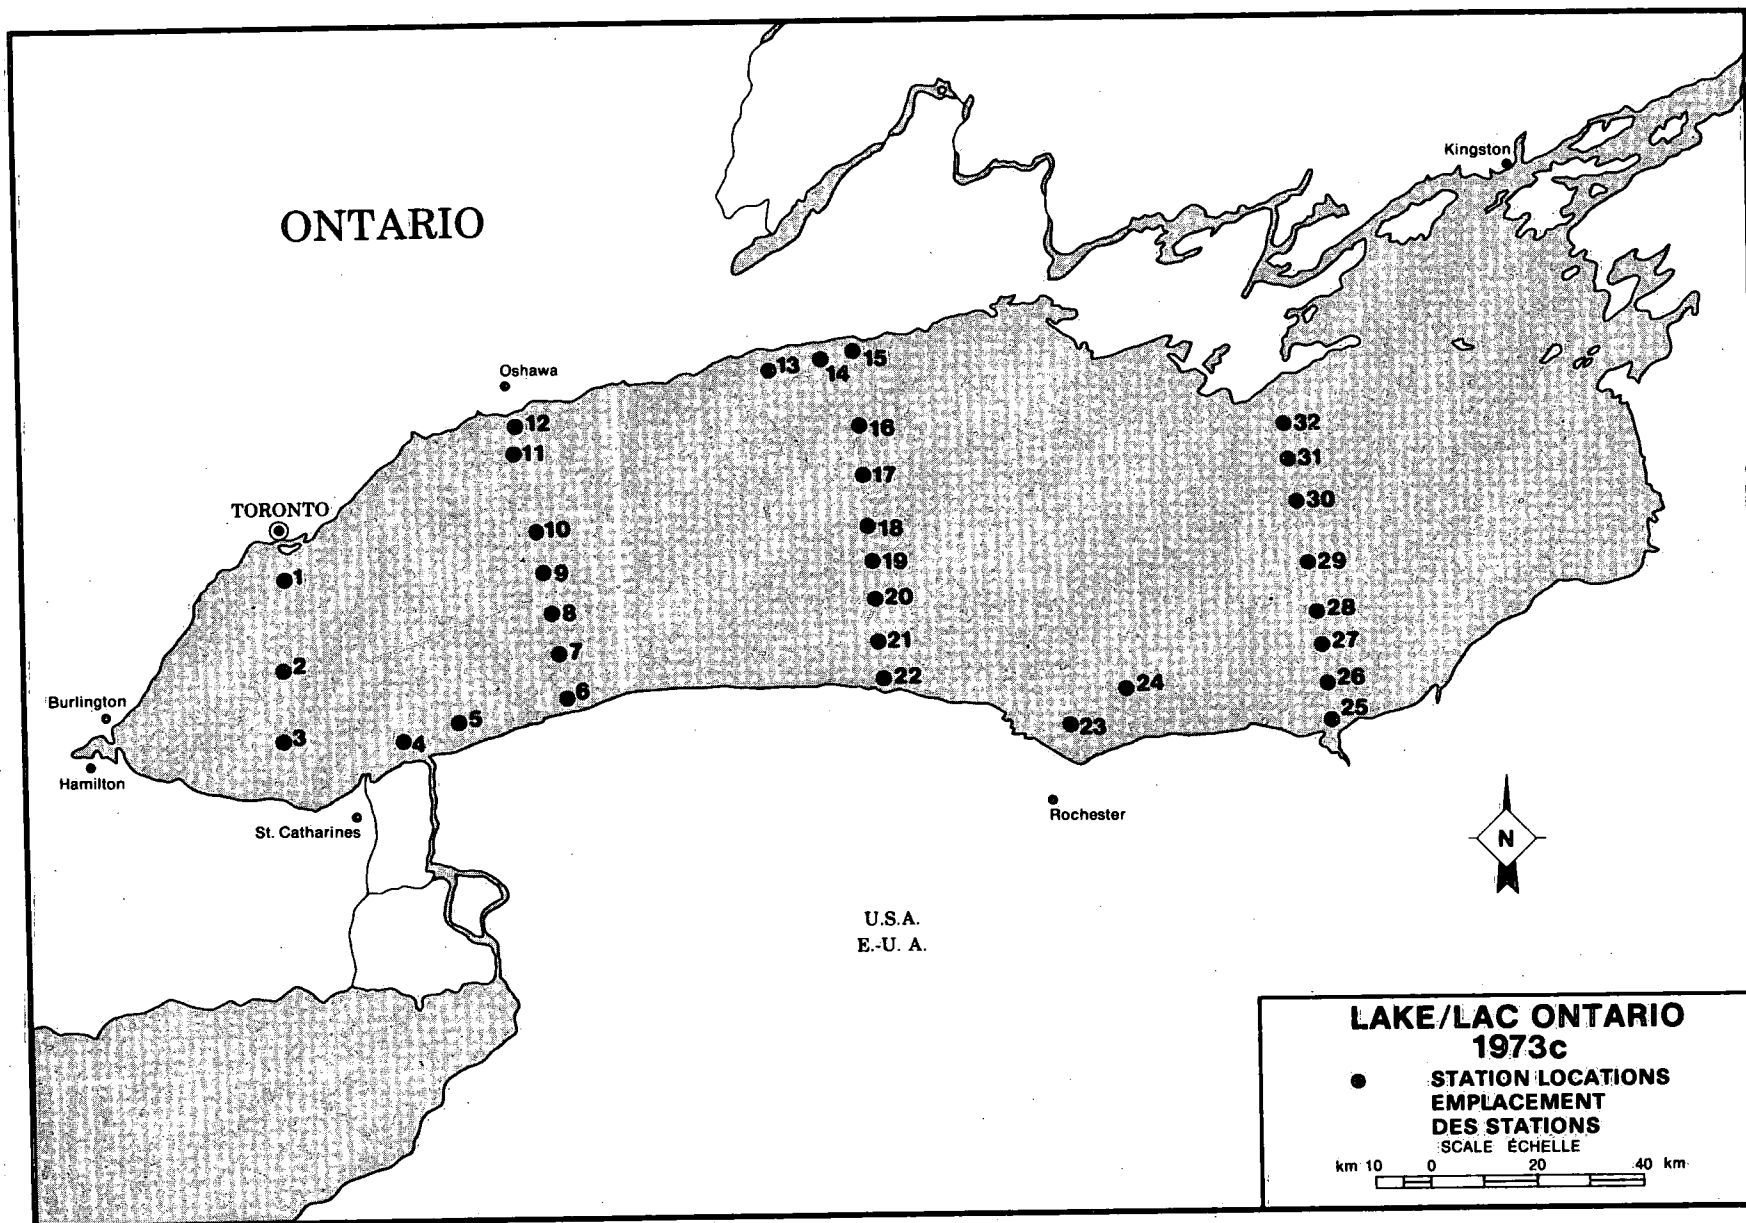 Kingston
ONTARIO
15
13
14
Oshawa
12
16
32
11
31
17
30
TORONTO
18
10
19
29
9
1
20
28
8
21
27
7
2
22
24
26
6
Burlington
25
5
23
3
4
Hamilton
Rochester
St. Catharines
N
U.S.A.
E.-U. A.
LAKE/LAC ONTARIO
1973c
STATION LOCATIONS
EMPLACEMENT
DES STATIONS
SCALE ÉCHELLE
km 10 0 20 40 km